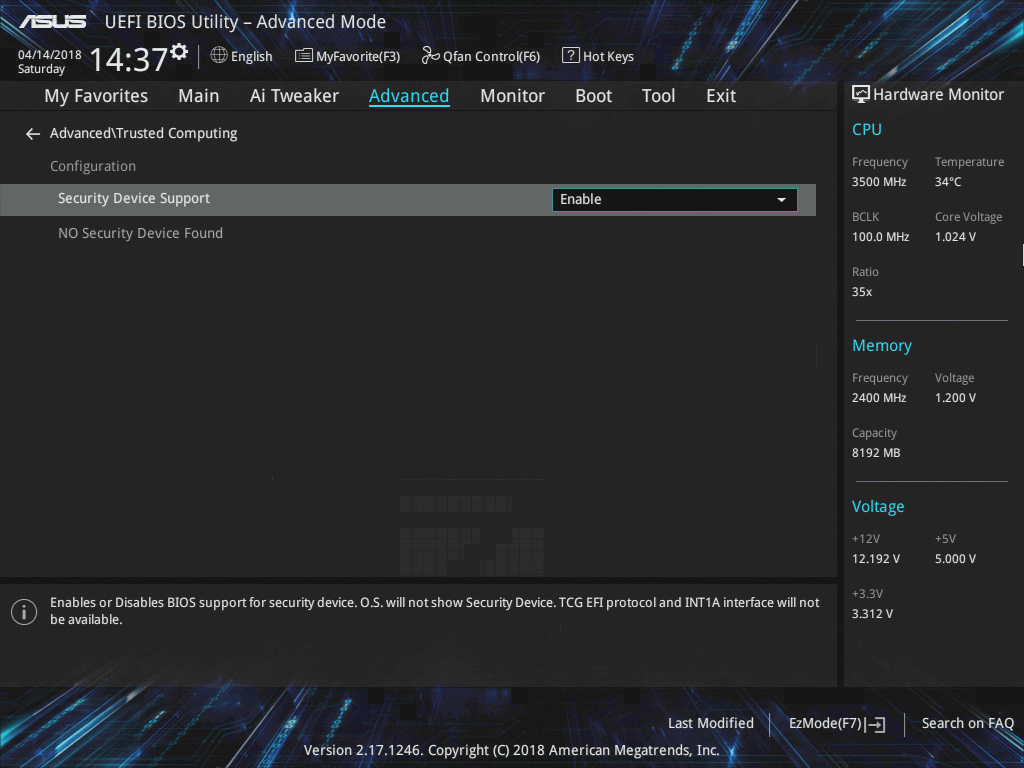 ASUS UEFI BIOS Utility – Advanced Mode
04/14/2018
Saturday
14:37
English
MyFavorite(F3)
Qfan Control(F6)
? Hot Keys
My Favorites Main Ai Tweaker Advanced Monitor Boot Tool Exit
Hardware Monitor
← Advanced\Trusted Computing
Configuration
Security Device Support Enable
NO Security Device Found
CPU
Frequency Temperature
3500 MHz 34°C
BCLK Core Voltage
100.0 MHz 1.024 V
Ratio
35x
Memory
Frequency Voltage
2400 MHz 1.200 V
Capacity
8192 MB
Voltage
+12V +5V
12.192 V 5.000 V
+3.3V
3.312 V
i
Enables or Disables BIOS support for security device. O.S. will not show Security Device. TCG EFI protocol and INT1A interface will not
be available.
Last Modified EzMode(F7) Search on FAQ
Version 2.17.1246. Copyright (C) 2018 American Megatrends, Inc.